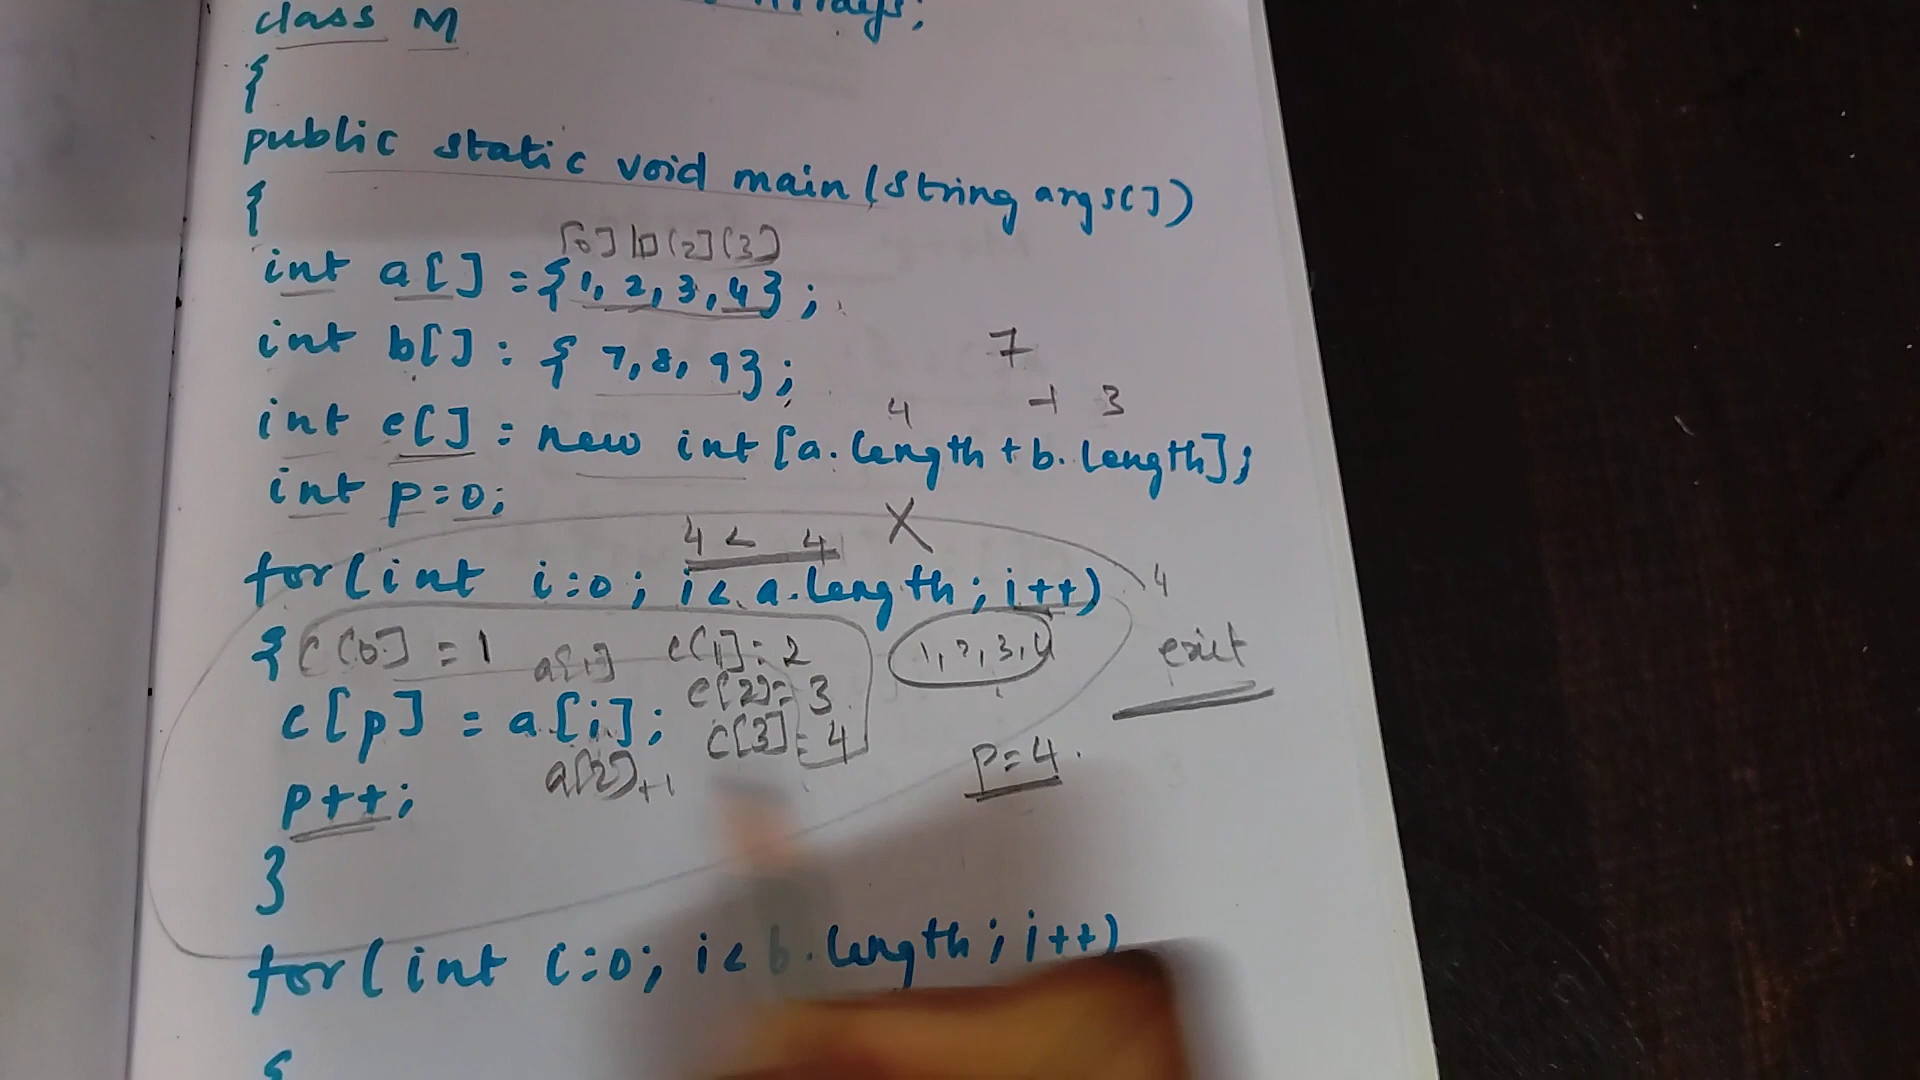 class M
{
public static void main(String args[])
{
[0] [1] [2] [3]
int a[] = {1, 2, 3, 4};
int b[] = { 7, 8, 9};
7
4 + 3
int c[] = new int [a.length + b.length];
int p=0;
4 < 4 X
for(int i=0; i< a.length; i++) 4
{ c[0] = 1 a[1] c[1] = 2 1, 2, 3, 4 exit
c[2] = 3
c[p] = a[i]; c[3] = 4
a[2]+1 p=4.
p++;
}
for(int i=0; i< b.length; i++)
{